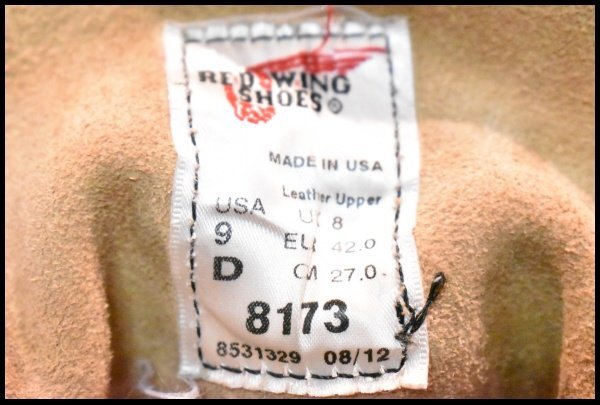 RED WING
SHOES®
MADE IN USA
Leather Upper
USA
9
D
UK 8
EU 42.0
CM 27.0
8173
8531329 08/12